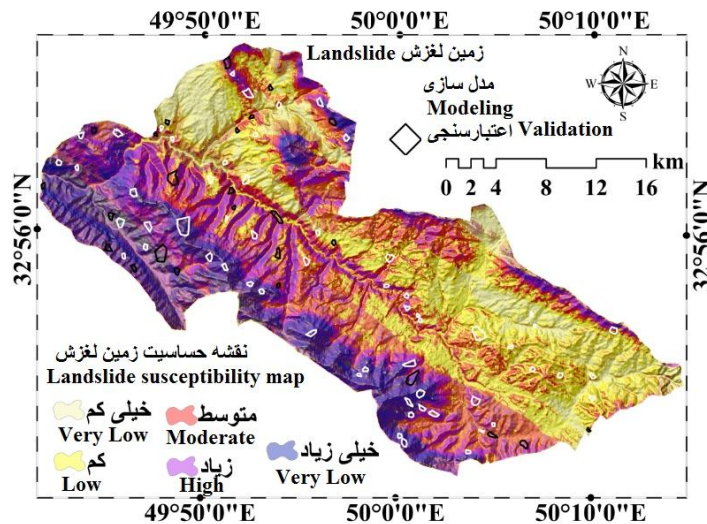 49°50'0"E 50°0'0"E 50°10'0"E
Landslide زمین لغزش
مدل سازی
Modeling
اعتبارسنجی Validation
N
W E
S
km
0 2 4 8 12 16
32°56'0"N
32°56'0"N
نقشه حساسیت زمین لغزش
Landslide susceptibility map
خیلی کم
Very Low
متوسط
Moderate
کم
Low
زیاد
High
خیلی زیاد
Very Low
49°50'0"E 50°0'0"E 50°10'0"E